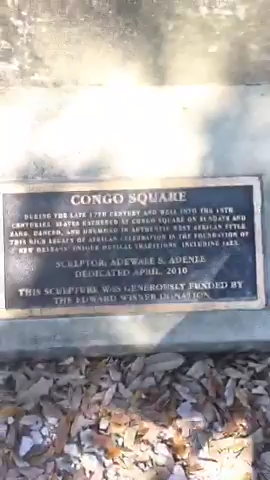 CONGO SQUARE
DURING THE LATE 17TH CENTURY AND WELL INTO THE 18TH
CENTURIES, SLAVES GATHERED AT CONGO SQUARE ON SUNDAYS AND
SANG, DANCED, AND DRUMMED IN AUTHENTIC WEST AFRICAN STYLE.
THIS RICH LEGACY OF AFRICAN CELEBRATION IS THE FOUNDATION OF
NEW ORLEANS' UNIQUE MUSICAL TRADITIONS, INCLUDING JAZZ.
SCULPTOR: ADEWALE S. ADENLE
DEDICATED APRIL, 2010
THIS SCULPTURE WAS GENEROUSLY FUNDED BY
THE EDWARD WISNER DONATION